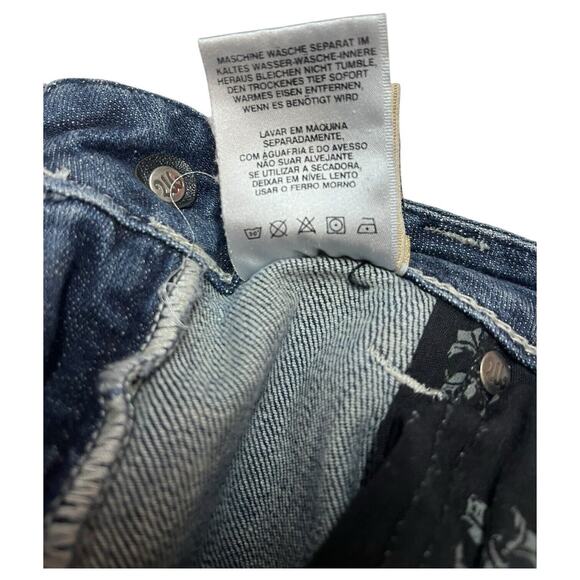 MASCHINE WASCHE SEPARAT IM
KALTES WASSER-WASCHE-INNERE
HERAUS BLEICHEN NICHT TUMBLE,
DEN TROCKENES TIEF SOFORT
WARMES EISEN ENTFERNEN,
WENN ES BENÖTIGT WIRD
LAVAR EM MÁQUINA
SEPARADAMENTE,
COM ÁGUAFRIA E DO AVESSO
NÃO SUAR ALVEJANTE
SE UTILIZAR A SECADORA,
DEIXAR EM NÍVEL LENTO
USAR O FERRO MORNO